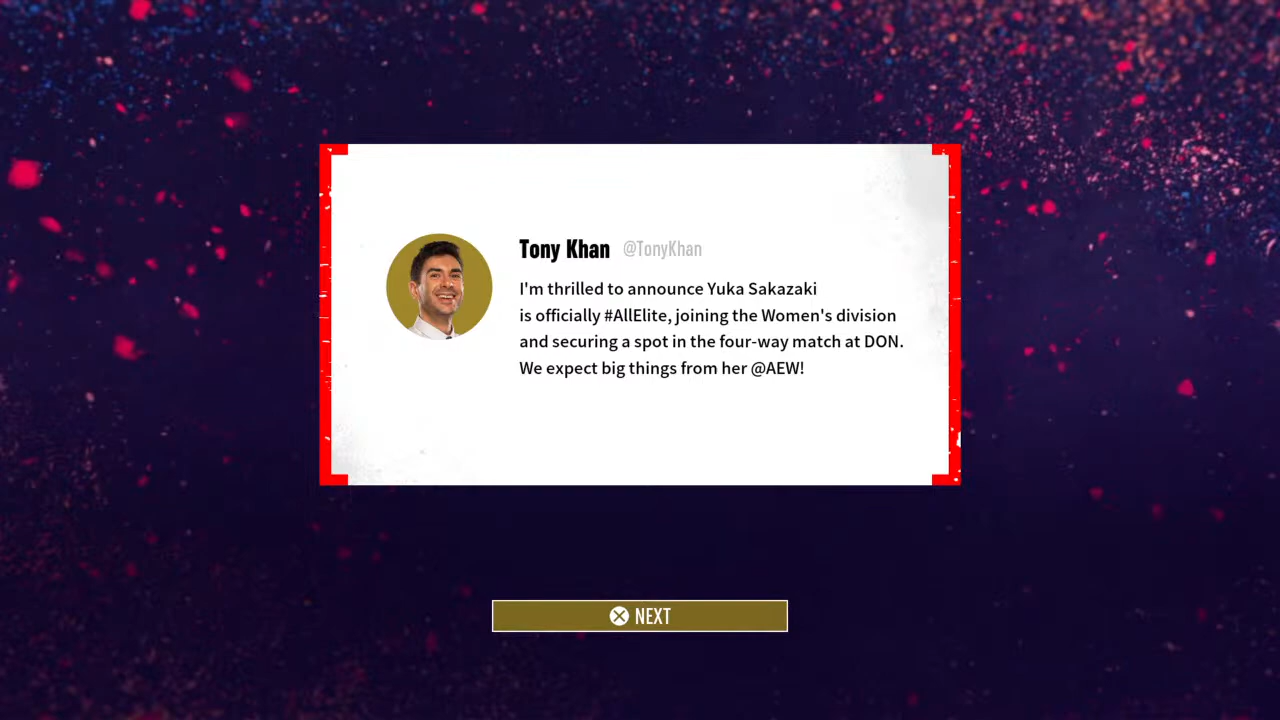 Tony Khan @TonyKhan
I'm thrilled to announce Yuka Sakazaki
is officially #AllElite, joining the Women's division
and securing a spot in the four-way match at DON.
We expect big things from her @AEW!
NEXT